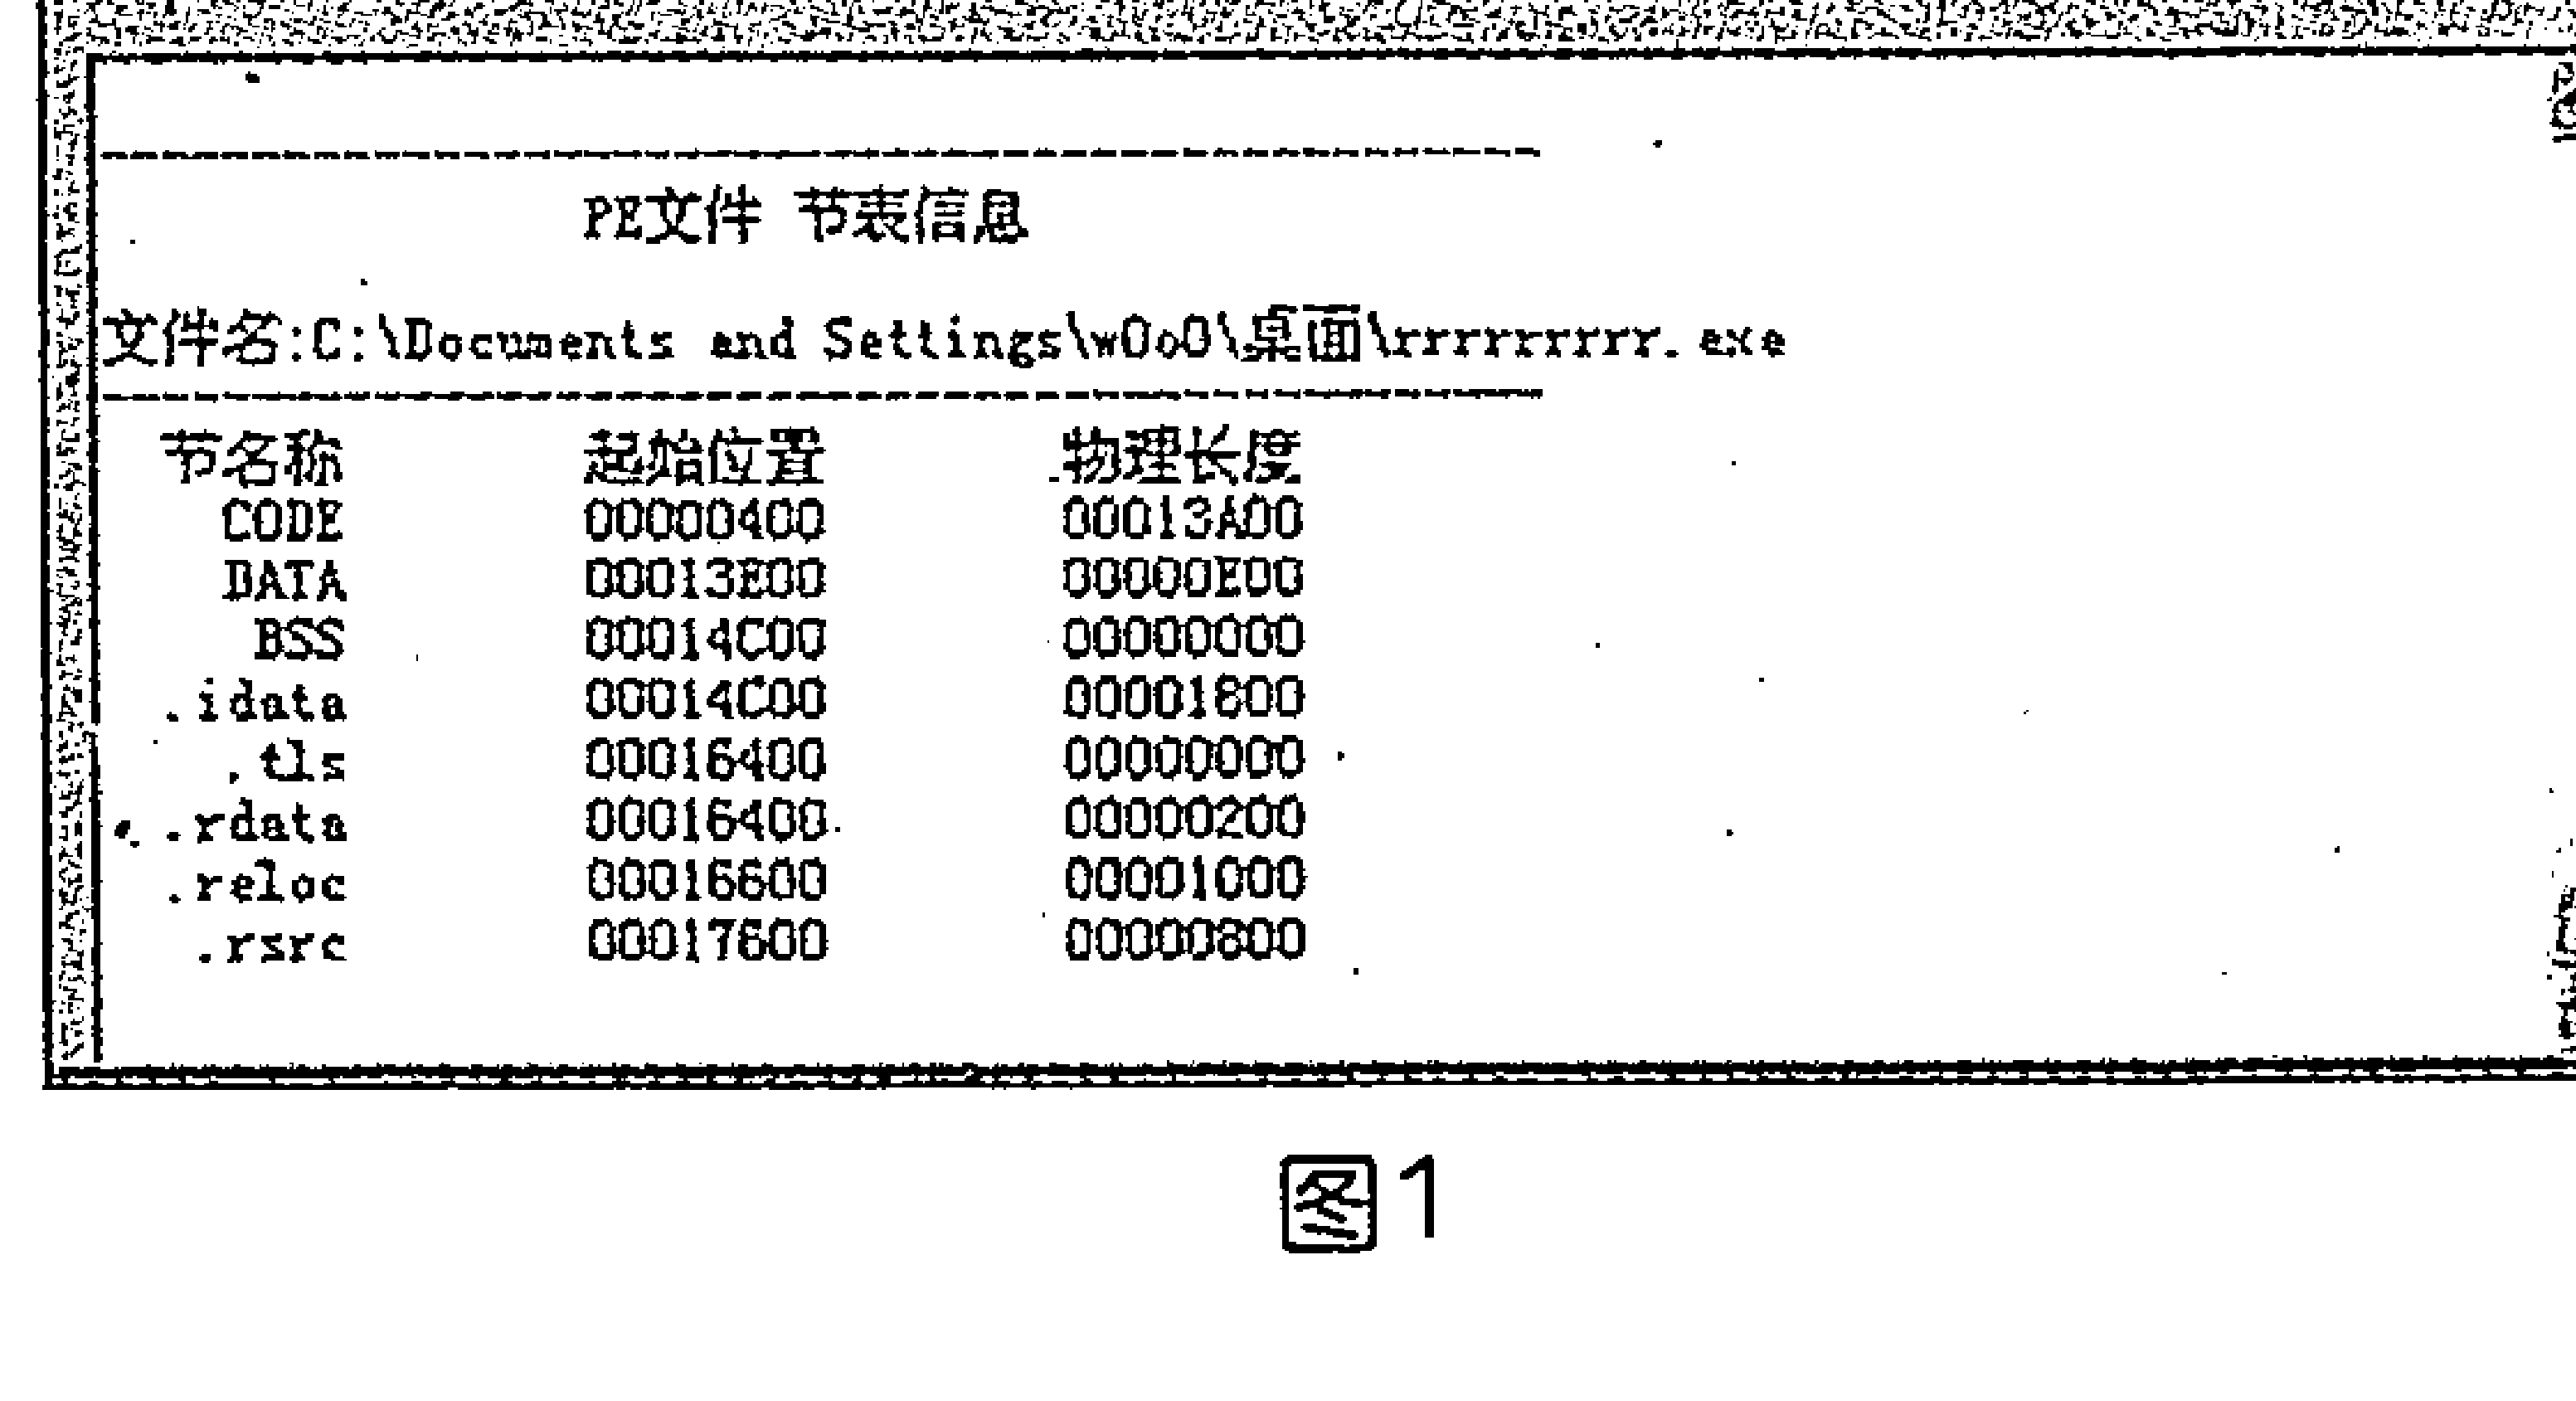 PE文件 节表信息
文件名:C:\Documents and Settings\w0o0\桌面\rrrrrrrrr.exe
节名称 起始位置 物理长度
CODE 00000400 00013A00
DATA 00013E00 00000E00
BSS 00014C00 00000000
.idata 00014C00 00001800
.tls 00016400 00000000
.rdata 00016400 00000200
.reloc 00016600 00001000
.rsrc 00017600 00000800
图1